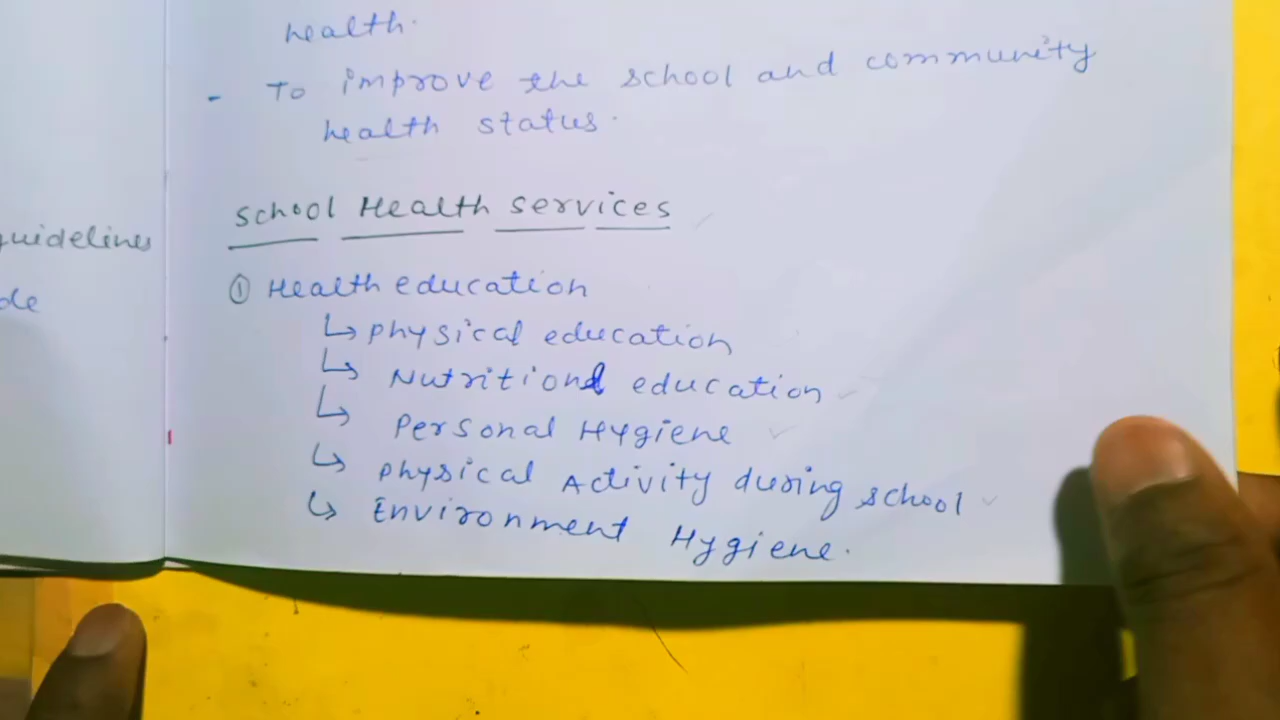 health.
- To improve the school and community
health status.
guidelines
School Health services
① Health education
↳ Physical education
↳ Nutritional education
↳ Personal Hygiene
↳ Physical Activity during school
↳ Environment Hygiene.